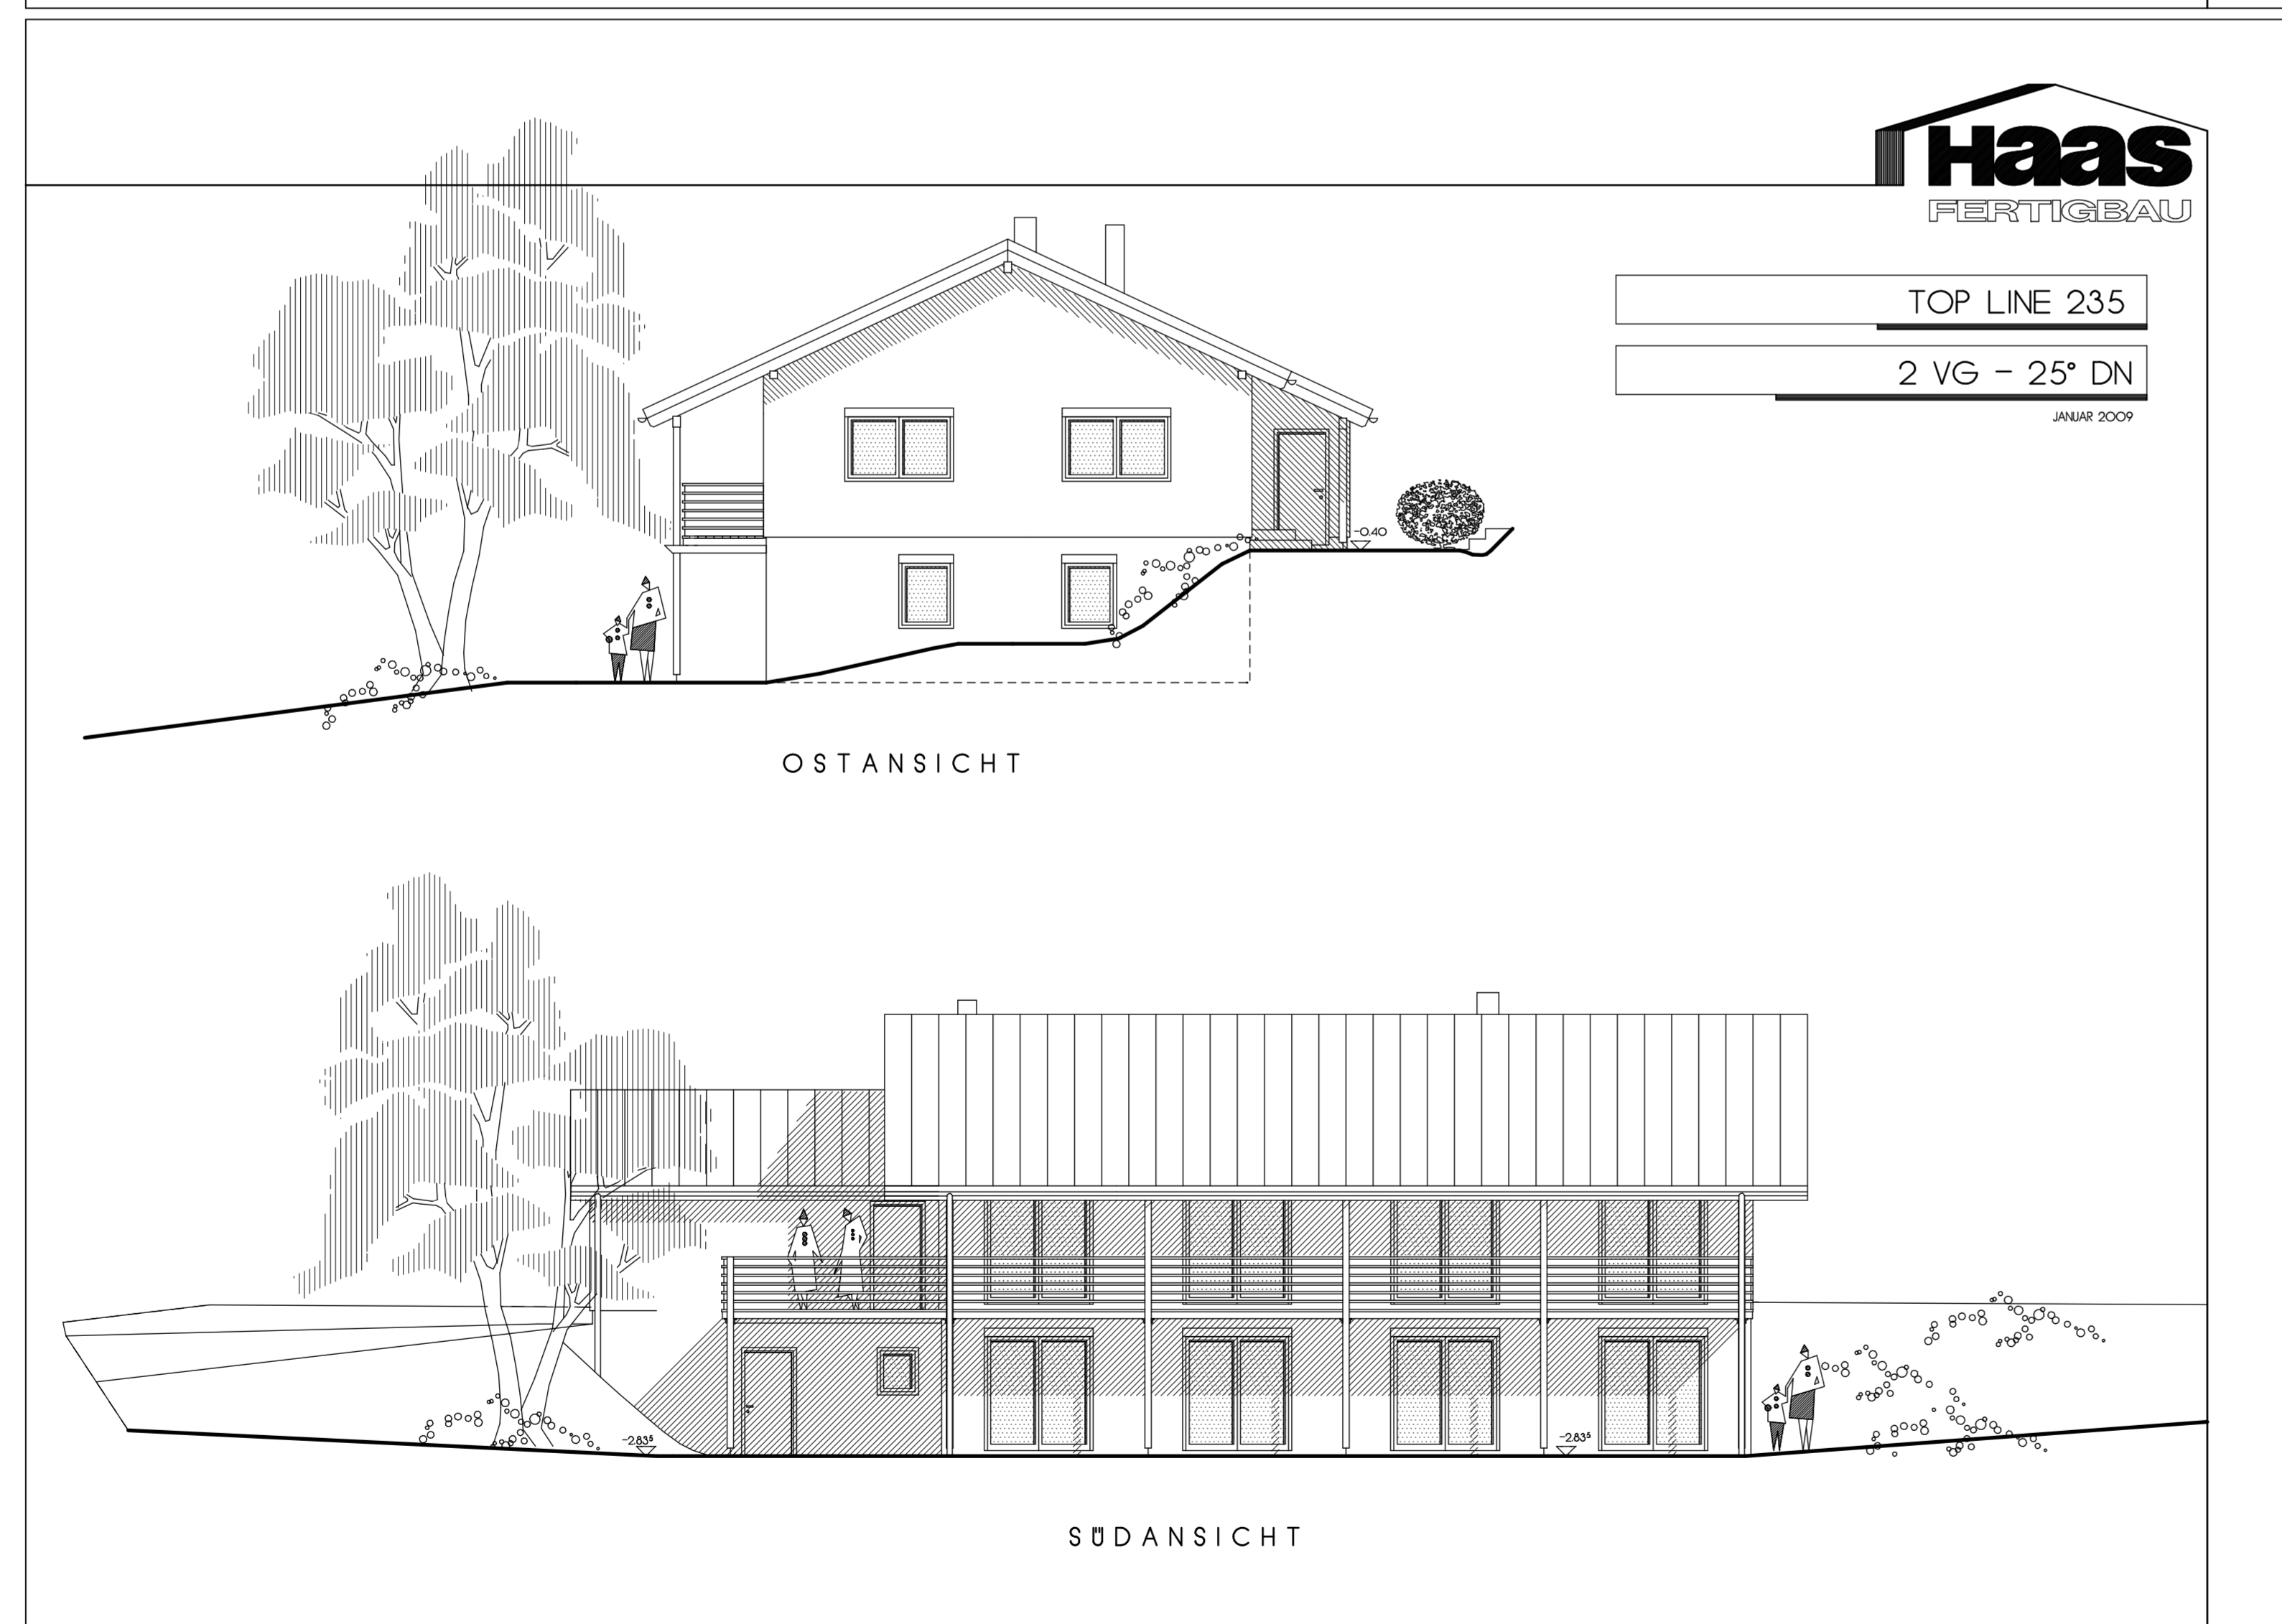 Haas
FERTIGBAU
TOP LINE 235
2 VG - 25° DN
JANUAR 2009
-0.40
OSTANSICHT
-2.83⁵
-2.83⁵
SÜDANSICHT